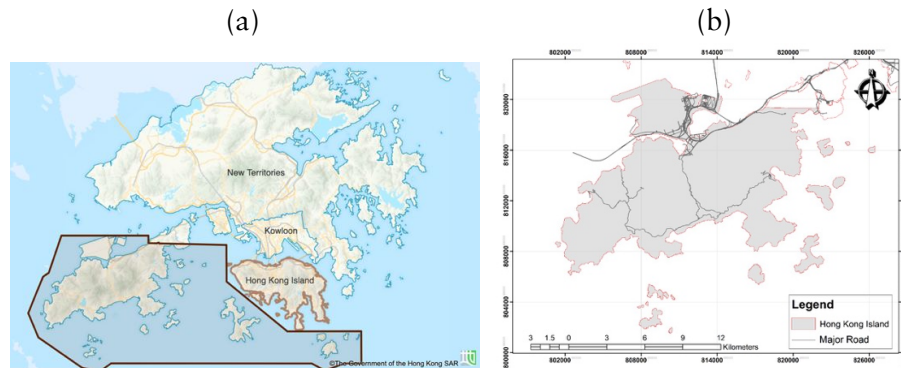 (a)
(b)
New Territories
Kowloon
Hong Kong Island
©The Government of the Hong Kong SAR
802000 808000 814000 820000 826000
820000
816000
812000
808000
804000
800000
Legend
Hong Kong Island
Major Road
3 1.5 0 3 6 9 12
Kilometers
802000 808000 814000 820000 826000